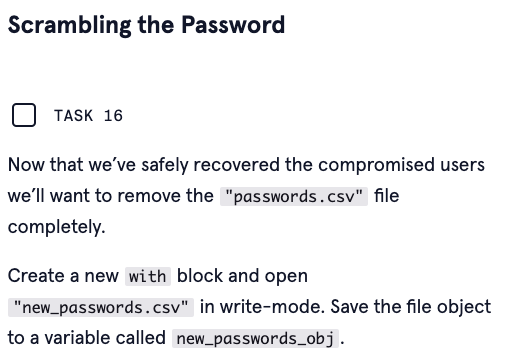 Scrambling the Password
TASK 16
Now that we’ve safely recovered the compromised users
we’ll want to remove the "passwords.csv" file
completely.
Create a new with block and open
"new_passwords.csv" in write-mode. Save the file object
to a variable called new_passwords_obj.